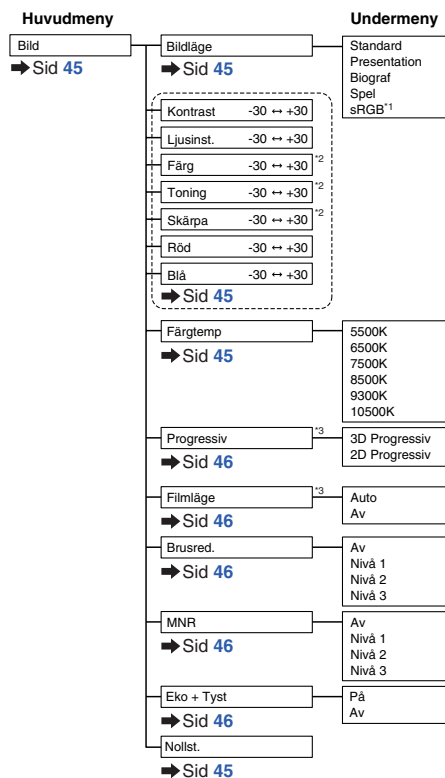 Huvudmeny Undermeny
Bild Bildläge Standard
➡ Sid 45 ➡ Sid 45 Presentation
Biograf
Spel
sRGB*1
Kontrast -30 ↔ +30
Ljusinst. -30 ↔ +30
Färg -30 ↔ +30 *2
Toning -30 ↔ +30 *2
Skärpa -30 ↔ +30 *2
Röd -30 ↔ +30
Blå -30 ↔ +30
➡ Sid 45
Färgtemp 5500K
➡ Sid 45 6500K
7500K
8500K
9300K
10500K
Progressiv *3 3D Progressiv
➡ Sid 46 2D Progressiv
Filmläge *3 Auto
➡ Sid 46 Av
Brusred. Av
➡ Sid 46 Nivå 1
Nivå 2
Nivå 3
MNR Av
➡ Sid 46 Nivå 1
Nivå 2
Nivå 3
Eko + Tyst På
➡ Sid 46 Av
Nollst.
➡ Sid 45